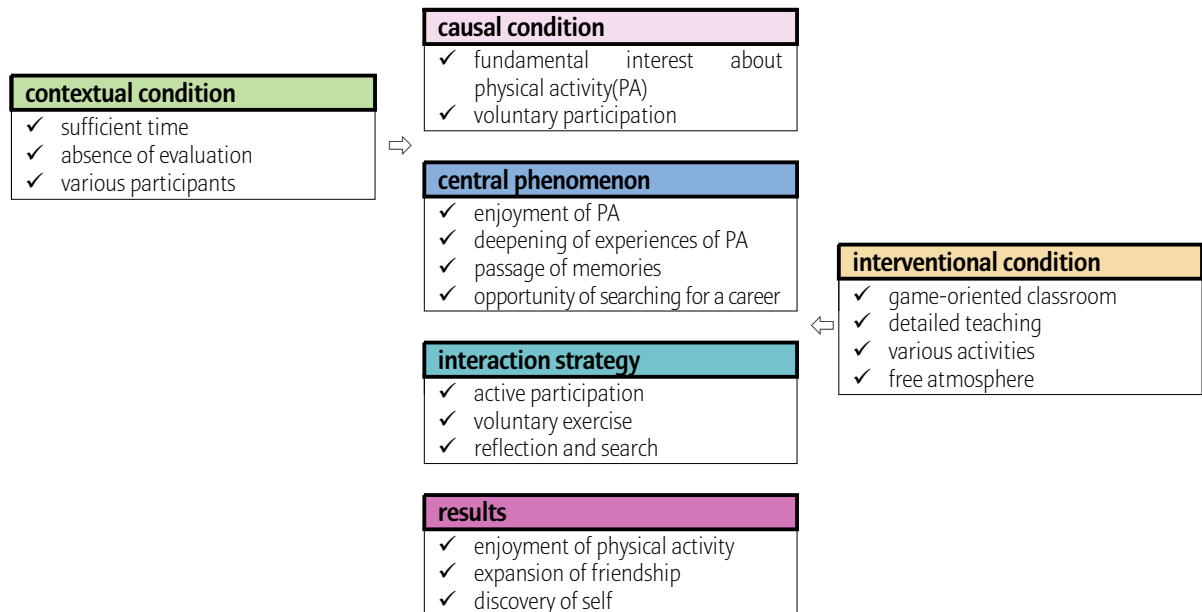 causal condition
✓ fundamental interest about
physical activity(PA)
✓ voluntary participation
contextual condition
✓ sufficient time
✓ absence of evaluation
✓ various participants
central phenomenon
✓ enjoyment of PA
✓ deepening of experiences of PA
✓ passage of memories
✓ opportunity of searching for a career
interventional condition
✓ game-oriented classroom
✓ detailed teaching
✓ various activities
✓ free atmosphere
interaction strategy
✓ active participation
✓ voluntary exercise
✓ reflection and search
results
✓ enjoyment of physical activity
✓ expansion of friendship
✓ discovery of self